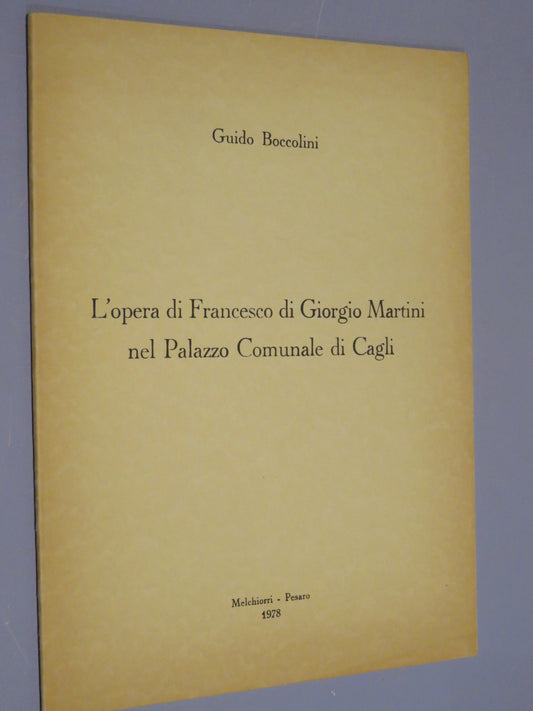 Guido Boccolini
L'opera di Francesco di Giorgio Martini
nel Palazzo Comunale di Cagli
Melchiorri - Pesaro
1978